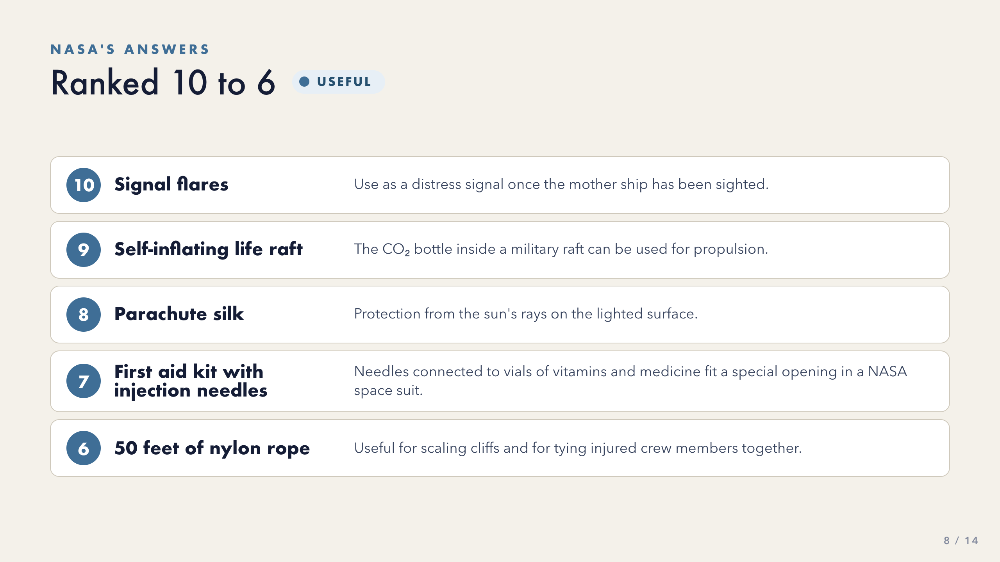 NASA'S ANSWERS
Ranked 10 to 6
USEFUL
10 Signal flares Use as a distress signal once the mother ship has been sighted.
9 Self-inflating life raft The CO₂ bottle inside a military raft can be used for propulsion.
8 Parachute silk Protection from the sun's rays on the lighted surface.
7
First aid kit with
injection needles
Needles connected to vials of vitamins and medicine fit a special opening in a NASA
space suit.
6 50 feet of nylon rope Useful for scaling cliffs and for tying injured crew members together.
8 / 14